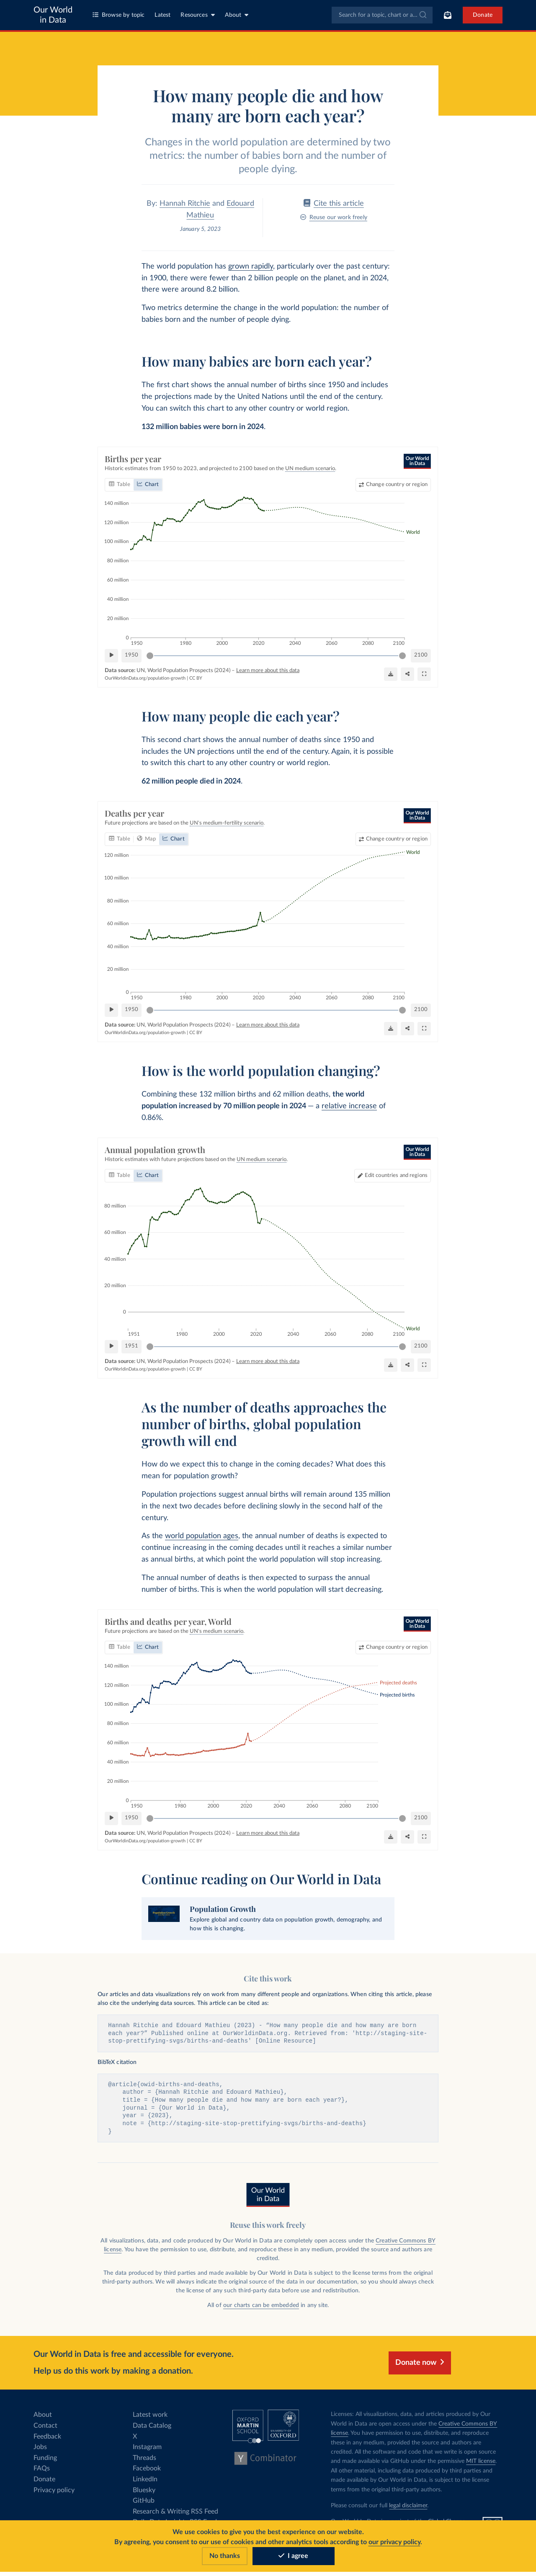 Our World
in Data
Browse by topic
Latest
Resources
About
Search for a topic, chart or a...
Donate
How many people die and how
many are born each year?
Changes in the world population are determined by two
metrics: the number of babies born and the number of
people dying.
By: Hannah Ritchie and Edouard
Mathieu
January 5, 2023
Cite this article
Reuse our work freely
The world population has grown rapidly, particularly over the past century:
in 1900, there were fewer than 2 billion people on the planet, and in 2024,
there were around 8.2 billion.
Two metrics determine the change in the world population: the number of
babies born and the number of people dying.
How many babies are born each year?
The first chart shows the annual number of births since 1950 and includes
the projections made by the United Nations until the end of the century.
You can switch this chart to any other country or world region.
132 million babies were born in 2024.
Births per year
Historic estimates from 1950 to 2023, and projected to 2100 based on the UN medium scenario.
Our World
in Data
Table
Chart
Change country or region
140 million
120 million
100 million
80 million
60 million
40 million
20 million
0
World
1950
1980
2000
2020
2040
2060
2080
2100
1950
2100
Data source: UN, World Population Prospects (2024) – Learn more about this data
OurWorldinData.org/population-growth | CC BY
How many people die each year?
This second chart shows the annual number of deaths since 1950 and
includes the UN projections until the end of the century. Again, it is possible
to switch this chart to any other country or world region.
62 million people died in 2024.
Deaths per year
Future projections are based on the UN's medium-fertility scenario.
Our World
in Data
Table
Map
Chart
Change country or region
120 million
100 million
80 million
60 million
40 million
20 million
0
World
1950
1980
2000
2020
2040
2060
2080
2100
1950
2100
Data source: UN, World Population Prospects (2024) – Learn more about this data
OurWorldinData.org/population-growth | CC BY
How is the world population changing?
Combining these 132 million births and 62 million deaths, the world
population increased by 70 million people in 2024 — a relative increase of
0.86%.
Annual population growth
Historic estimates with future projections based on the UN medium scenario.
Our World
in Data
Table
Chart
Edit countries and regions
80 million
60 million
40 million
20 million
0
World
1951
1980
2000
2020
2040
2060
2080
2100
1951
2100
Data source: UN, World Population Prospects (2024) – Learn more about this data
OurWorldinData.org/population-growth | CC BY
As the number of deaths approaches the
number of births, global population
growth will end
How do we expect this to change in the coming decades? What does this
mean for population growth?
Population projections suggest annual births will remain around 135 million
in the next two decades before declining slowly in the second half of the
century.
As the world population ages, the annual number of deaths is expected to
continue increasing in the coming decades until it reaches a similar number
as annual births, at which point the world population will stop increasing.
The annual number of deaths is then expected to surpass the annual
number of births. This is when the world population will start decreasing.
Births and deaths per year, World
Future projections are based on the UN's medium scenario.
Our World
in Data
Table
Chart
Change country or region
140 million
120 million
100 million
80 million
60 million
40 million
20 million
0
Projected deaths
Projected births
1950
1980
2000
2020
2040
2060
2080
2100
1950
2100
Data source: UN, World Population Prospects (2024) – Learn more about this data
OurWorldinData.org/population-growth | CC BY
Continue reading on Our World in Data
Population Growth
Explore global and country data on population growth, demography, and
how this is changing.
Cite this work
Our articles and data visualizations rely on work from many different people and organizations. When citing this article, please
also cite the underlying data sources. This article can be cited as:
Hannah Ritchie and Edouard Mathieu (2023) - “How many people die and how many are born
each year?” Published online at OurWorldinData.org. Retrieved from: 'http://staging-site-
stop-prettifying-svgs/births-and-deaths' [Online Resource]
BibTeX citation
@article{owid-births-and-deaths,
author = {Hannah Ritchie and Edouard Mathieu},
title = {How many people die and how many are born each year?},
journal = {Our World in Data},
year = {2023},
note = {http://staging-site-stop-prettifying-svgs/births-and-deaths}
}
Our World
in Data
Reuse this work freely
All visualizations, data, and code produced by Our World in Data are completely open access under the Creative Commons BY
license. You have the permission to use, distribute, and reproduce these in any medium, provided the source and authors are
credited.
The data produced by third parties and made available by Our World in Data is subject to the license terms from the original
third-party authors. We will always indicate the original source of the data in our documentation, so you should always check
the license of any such third-party data before use and redistribution.
All of our charts can be embedded in any site.
Our World in Data is free and accessible for everyone.
Help us do this work by making a donation.
Donate now
About
Contact
Feedback
Jobs
Funding
FAQs
Donate
Privacy policy
Latest work
Data Catalog
X
Instagram
Threads
Facebook
LinkedIn
Bluesky
GitHub
Research & Writing RSS Feed
OXFORD
MARTIN
SCHOOL
UNIVERSITY OF
OXFORD
Y Combinator
Licenses: All visualizations, data, and articles produced by Our
World in Data are open access under the Creative Commons BY
license. You have permission to use, distribute, and reproduce
these in any medium, provided the source and authors are
credited. All the software and code that we write is open source
and made available via GitHub under the permissive MIT license.
All other material, including data produced by third parties and
made available by Our World in Data, is subject to the license
terms from the original third-party authors.
Please consult our full legal disclaimer.
We use cookies to give you the best experience on our website.
By agreeing, you consent to our use of cookies and other analytics tools according to our privacy policy.
No thanks
I agree